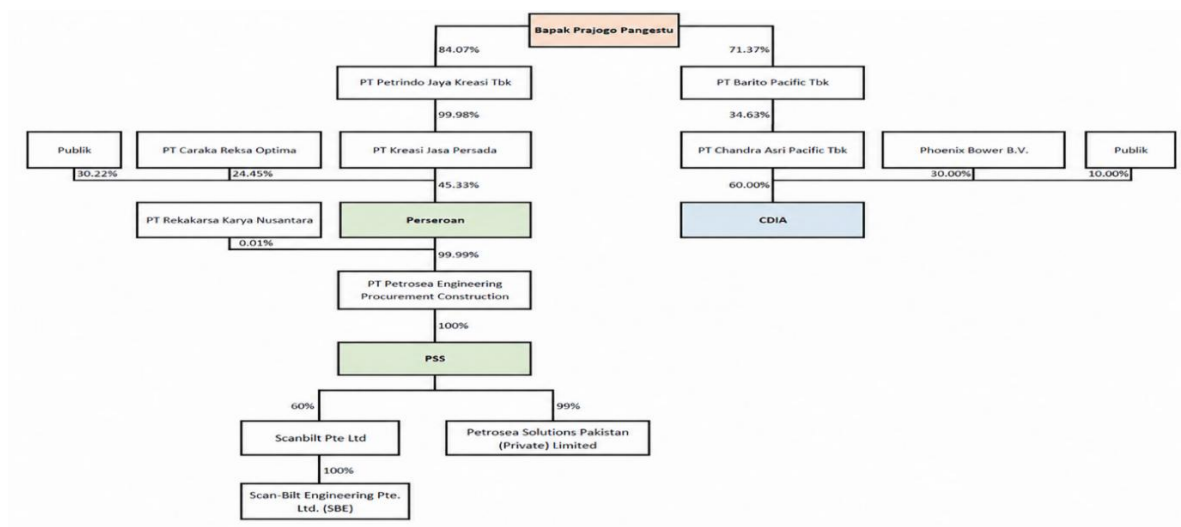 Bapak Prajogo Pangestu
84.07%
71.37%
PT Petrindo Jaya Kreasi Tbk
PT Barito Pacific Tbk
99.98%
34.63%
Publik
PT Caraka Reksa Optima
PT Kreasi Jasa Persada
PT Chandra Asri Pacific Tbk
Phoenix Bower B.V.
Publik
30.22%
24.45%
45.33%
60.00%
30.00%
10.00%
PT Rekakarsa Karya Nusantara
Perseroan
CDIA
0.01%
99.99%
PT Petrosea Engineering
Procurement Construction
100%
PSS
60%
99%
Scanbilt Pte Ltd
Petrosea Solutions Pakistan
(Private) Limited
100%
Scan-Bilt Engineering Pte.
Ltd. (SBE)